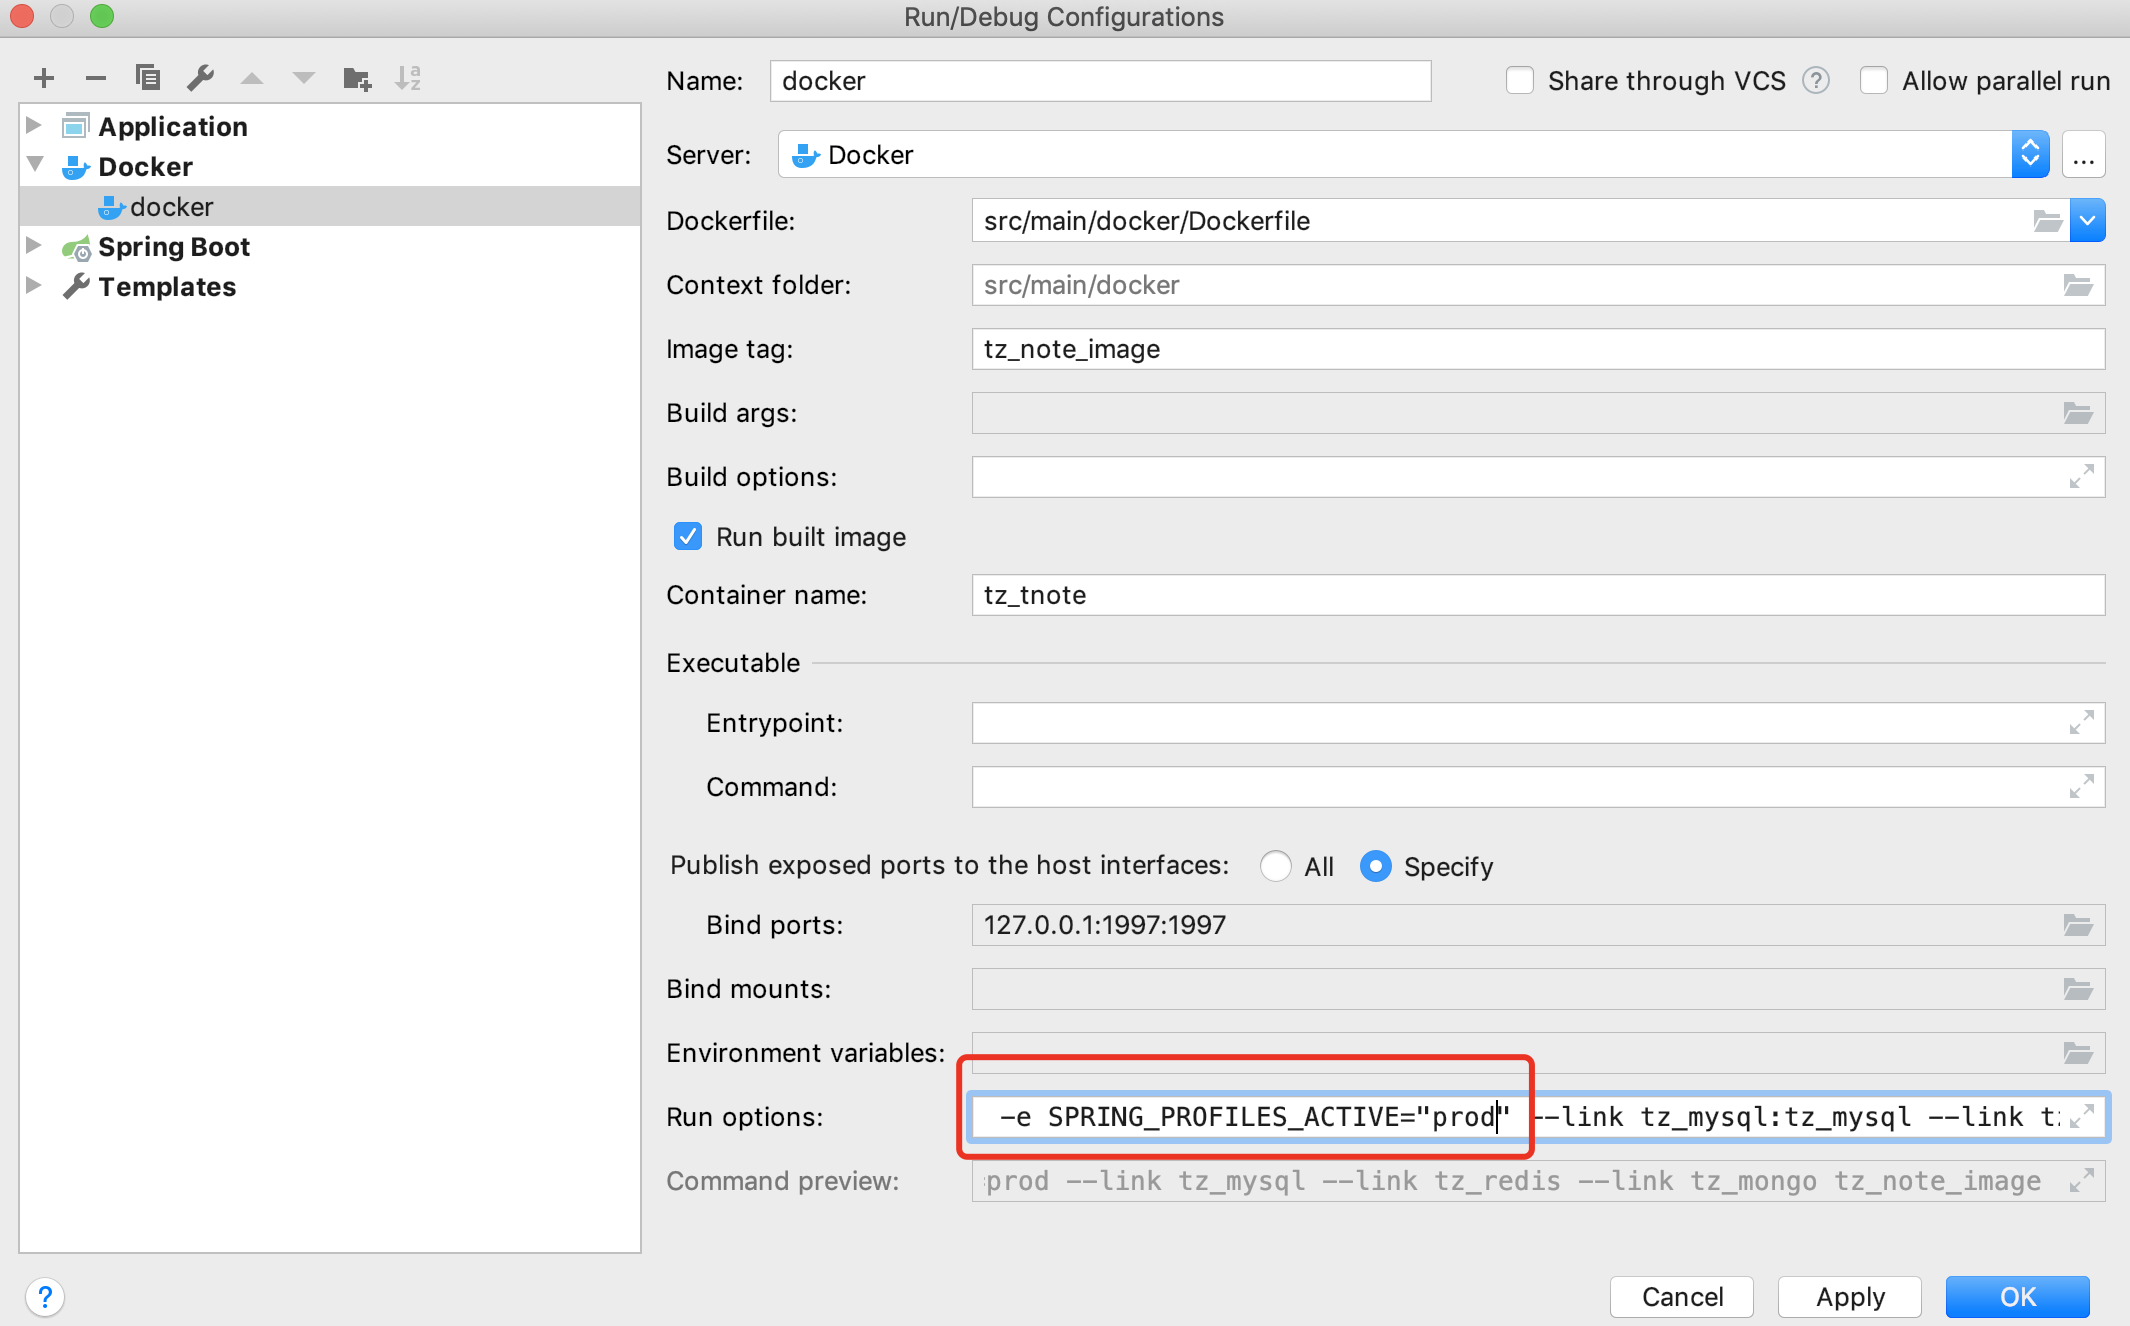 Run/Debug Configurations
Name: docker Share through VCS ? Allow parallel run
Application
Docker
docker
Spring Boot
Templates
Server: Docker ...
Dockerfile: src/main/docker/Dockerfile
Context folder: src/main/docker
Image tag: tz_note_image
Build args:
Build options:
Run built image
Container name: tz_tnote
Executable
Entrypoint:
Command:
Publish exposed ports to the host interfaces: All Specify
Bind ports: 127.0.0.1:1997:1997
Bind mounts:
Environment variables:
Run options: -e SPRING_PROFILES_ACTIVE="prod" --link tz_mysql:tz_mysql --link
Command preview: prod --link tz_mysql --link tz_redis --link tz_mongo tz_note_image
? Cancel Apply OK